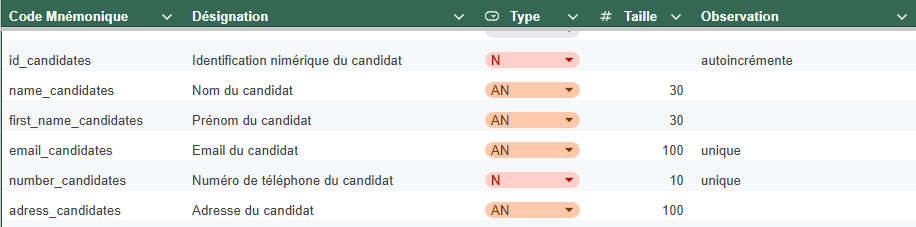 Code Mnémonique Désignation Type # Taille Observation
id_candidates Identification nimérique du candidat N autoincrémente
name_candidates Nom du candidat AN 30
first_name_candidates Prénom du candidat AN 30
email_candidates Email du candidat AN 100 unique
number_candidates Numéro de téléphone du candidat N 10 unique
adress_candidates Adresse du candidat AN 100